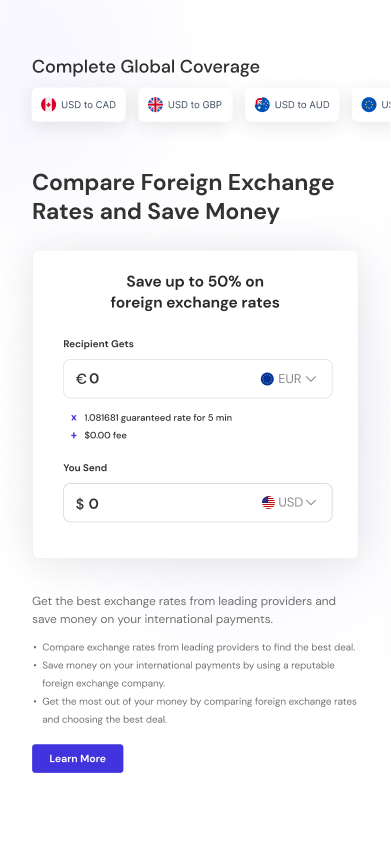 Complete Global Coverage
USD to CAD
USD to GBP
USD to AUD
Compare Foreign Exchange
Rates and Save Money
Save up to 50% on
foreign exchange rates
Recipient Gets
€ 0
EUR
x 1.081681 guaranteed rate for 5 min
+ $0.00 fee
You Send
$ 0
USD
Get the best exchange rates from leading providers and
save money on your international payments.
• Compare exchange rates from leading providers to find the best deal.
• Save money on your international payments by using a reputable
foreign exchange company.
• Get the most out of your money by comparing foreign exchange rates
and choosing the best deal.
Learn More